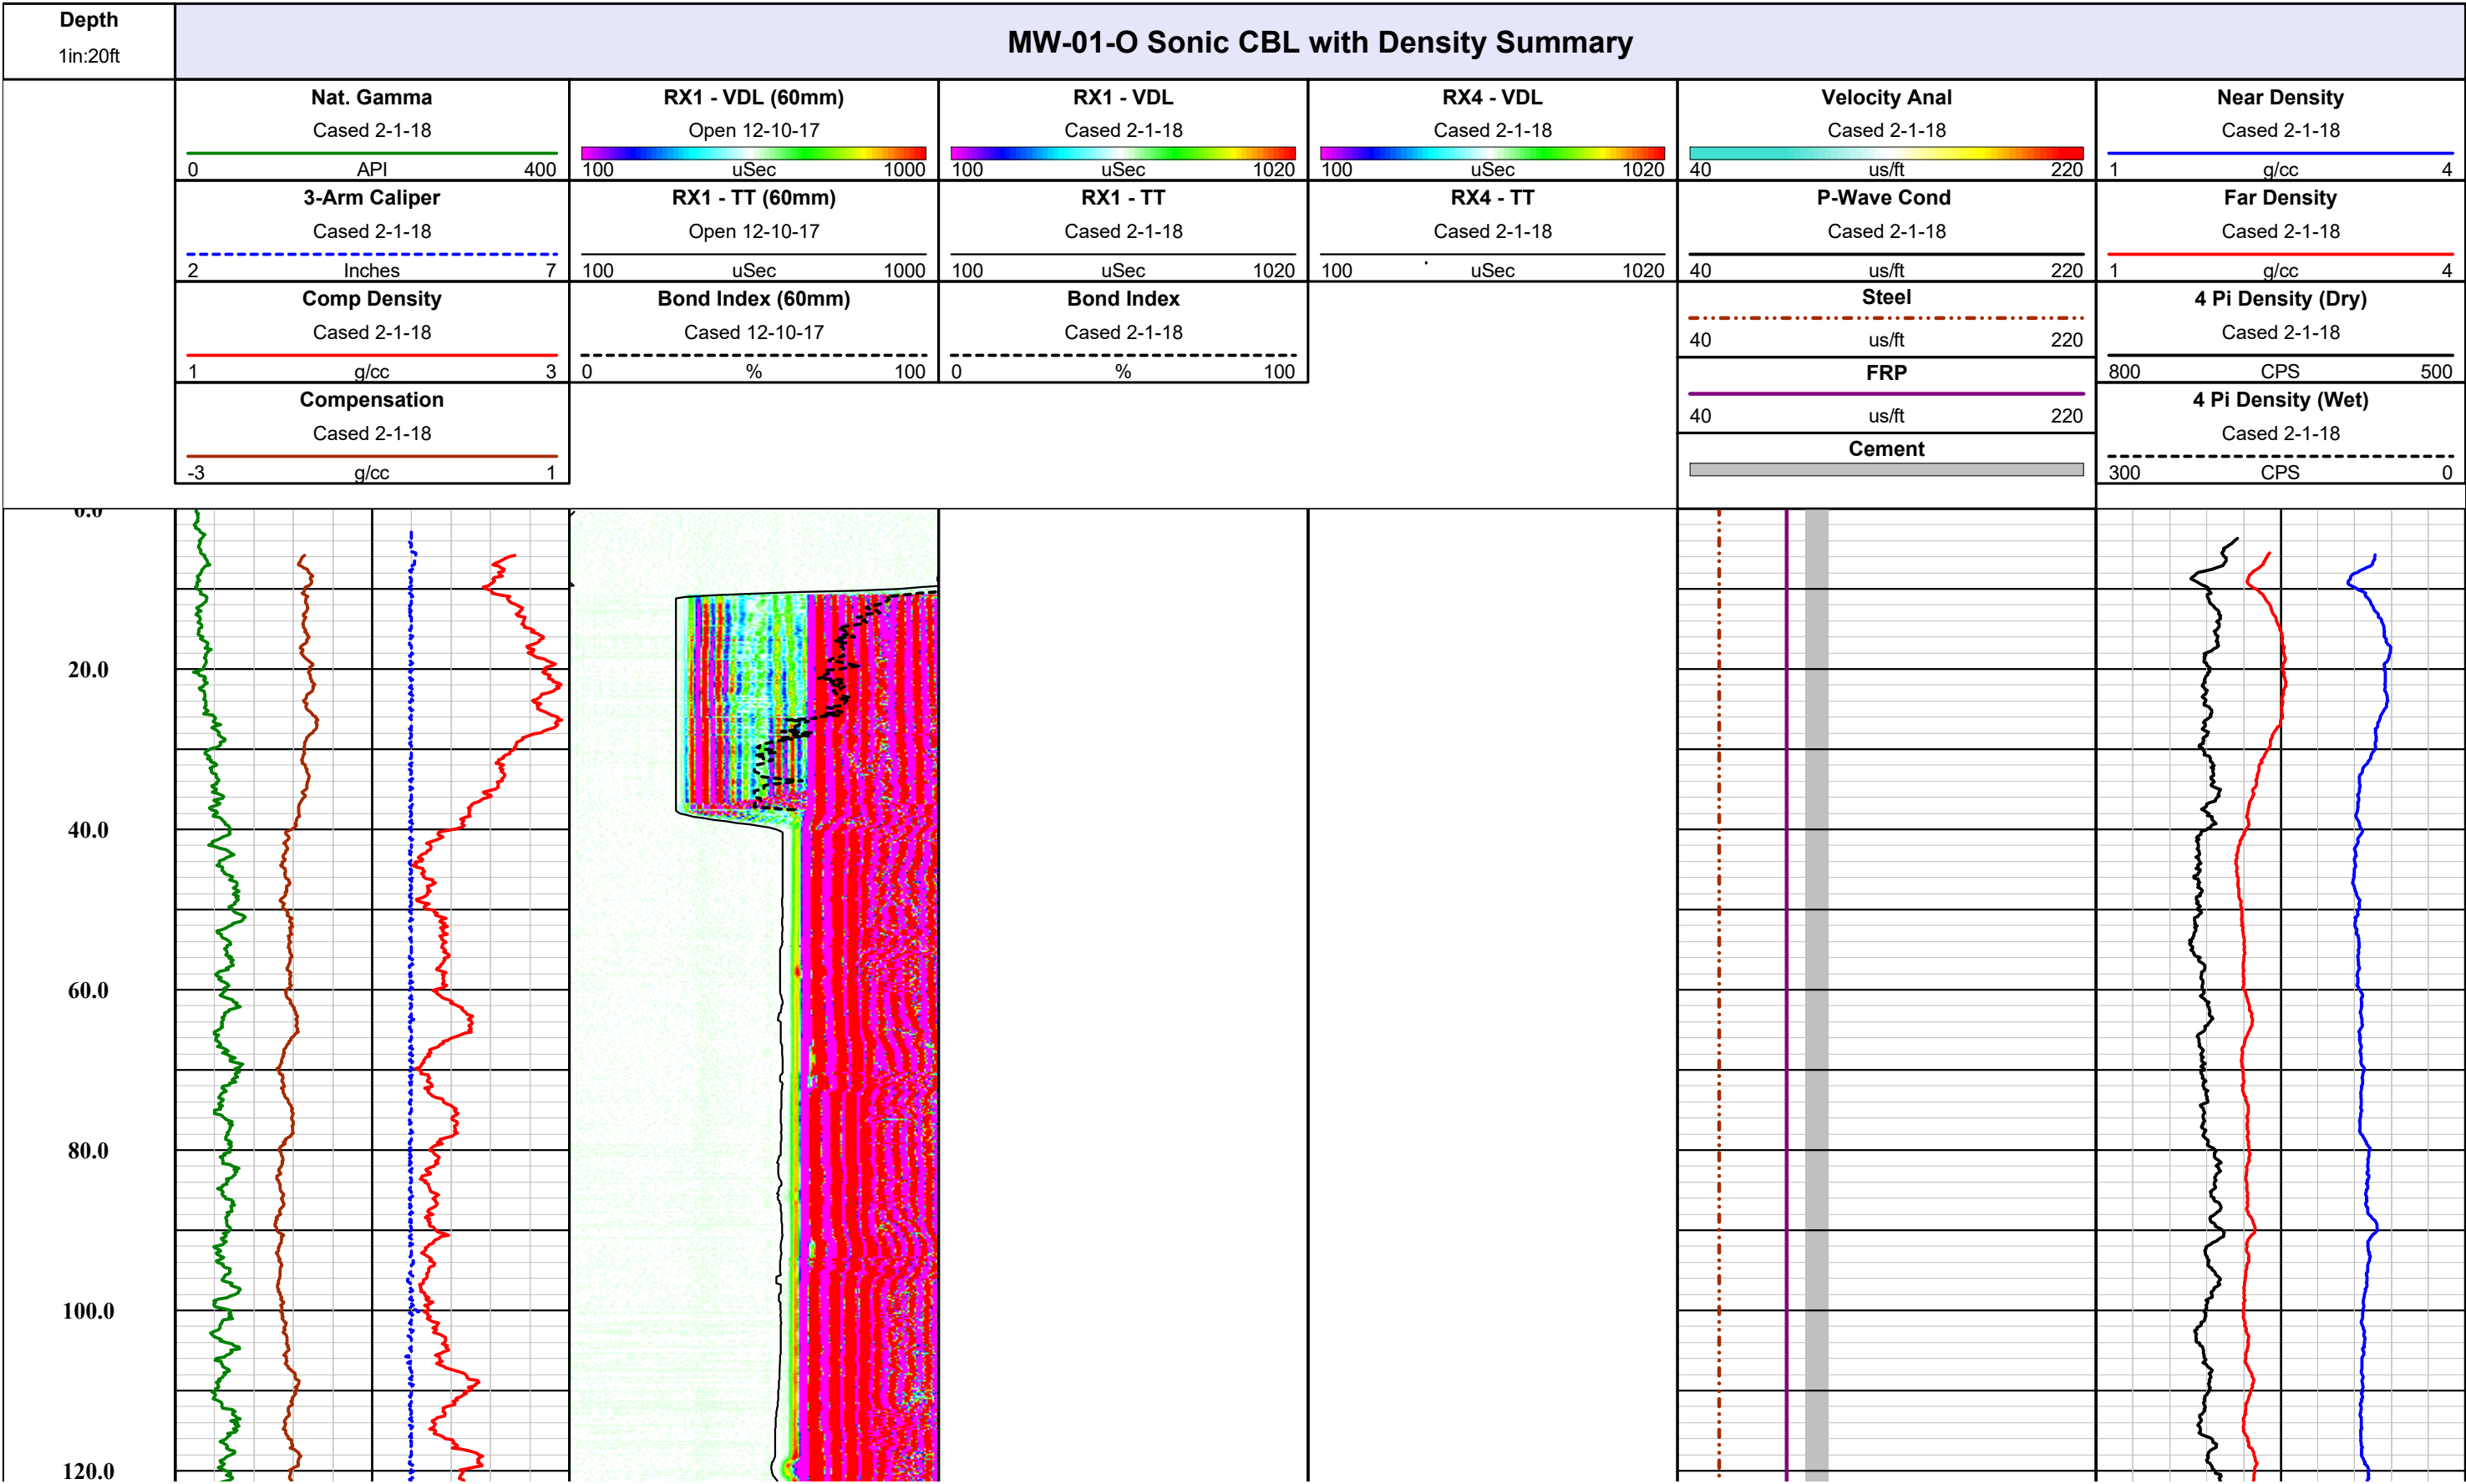 Depth
1in:20ft
MW-01-O Sonic CBL with Density Summary
Nat. Gamma
Cased 2-1-18
0 API 400
3-Arm Caliper
Cased 2-1-18
2 Inches 7
Comp Density
Cased 2-1-18
1 g/cc 3
Compensation
Cased 2-1-18
-3 g/cc 1
RX1 - VDL (60mm)
Open 12-10-17
100 uSec 1000
RX1 - TT (60mm)
Open 12-10-17
100 uSec 1000
Bond Index (60mm)
Cased 12-10-17
0 % 100
RX1 - VDL
Cased 2-1-18
100 uSec 1020
RX1 - TT
Cased 2-1-18
100 uSec 1020
Bond Index
Cased 2-1-18
0 % 100
RX4 - VDL
Cased 2-1-18
100 uSec 1020
RX4 - TT
Cased 2-1-18
100 uSec 1020
Velocity Anal
Cased 2-1-18
40 us/ft 220
P-Wave Cond
Cased 2-1-18
40 us/ft 220
Steel
40 us/ft 220
FRP
40 us/ft 220
Cement
Near Density
Cased 2-1-18
1 g/cc 4
Far Density
Cased 2-1-18
1 g/cc 4
4 Pi Density (Dry)
Cased 2-1-18
800 CPS 500
4 Pi Density (Wet)
Cased 2-1-18
300 CPS 0
0.0
20.0
40.0
60.0
80.0
100.0
120.0